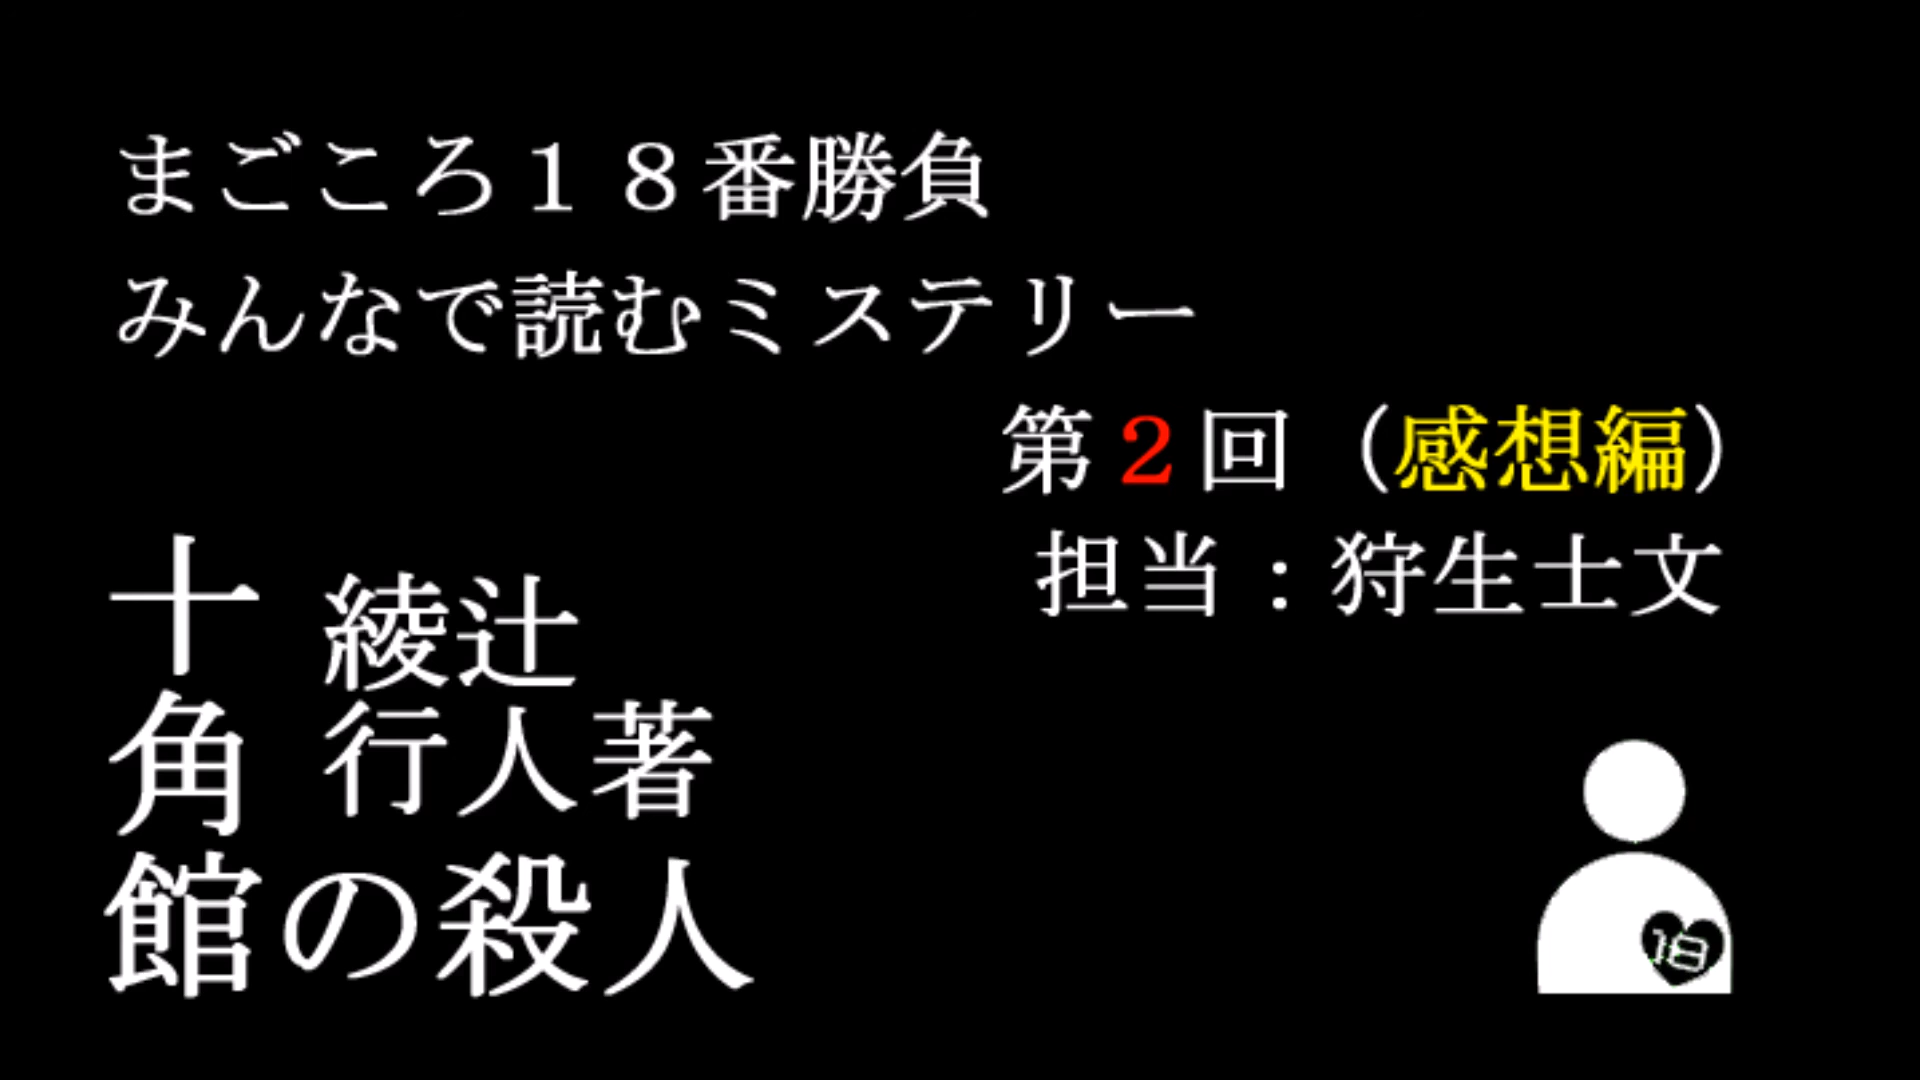 まごころ１８番勝負
みんなで読むミステリー
第２回（感想編）
担当：狩生士文
十角館の殺人
綾辻
行人著
18